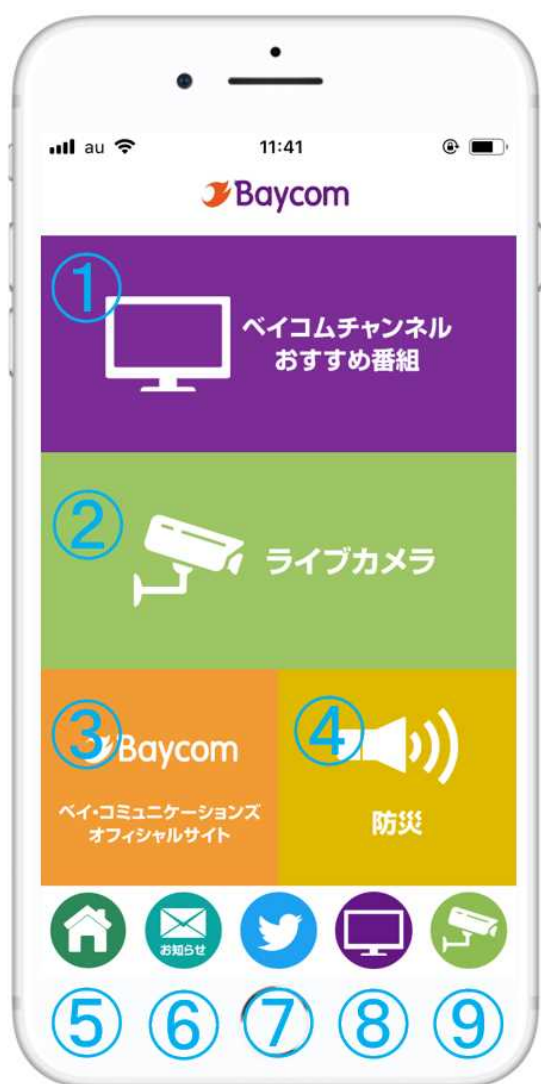 au
11:41
Baycom
①
ベイコムチャンネル
おすすめ番組
②
ライブカメラ
③
Baycom
ベイ・コミュニケーションズ
オフィシャルサイト
④
防災
お知らせ
⑤ ⑥ ⑦ ⑧ ⑨